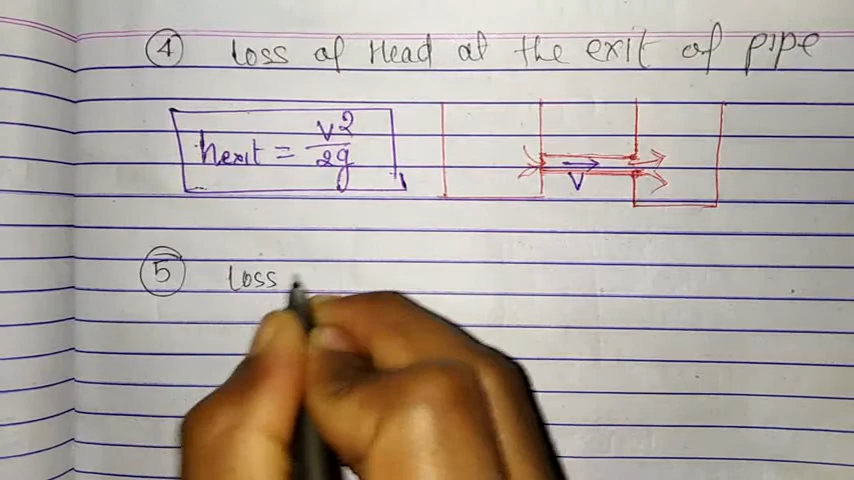 4 Loss of Head at the exit of pipe
hexit = V2/2g
V
5 Loss